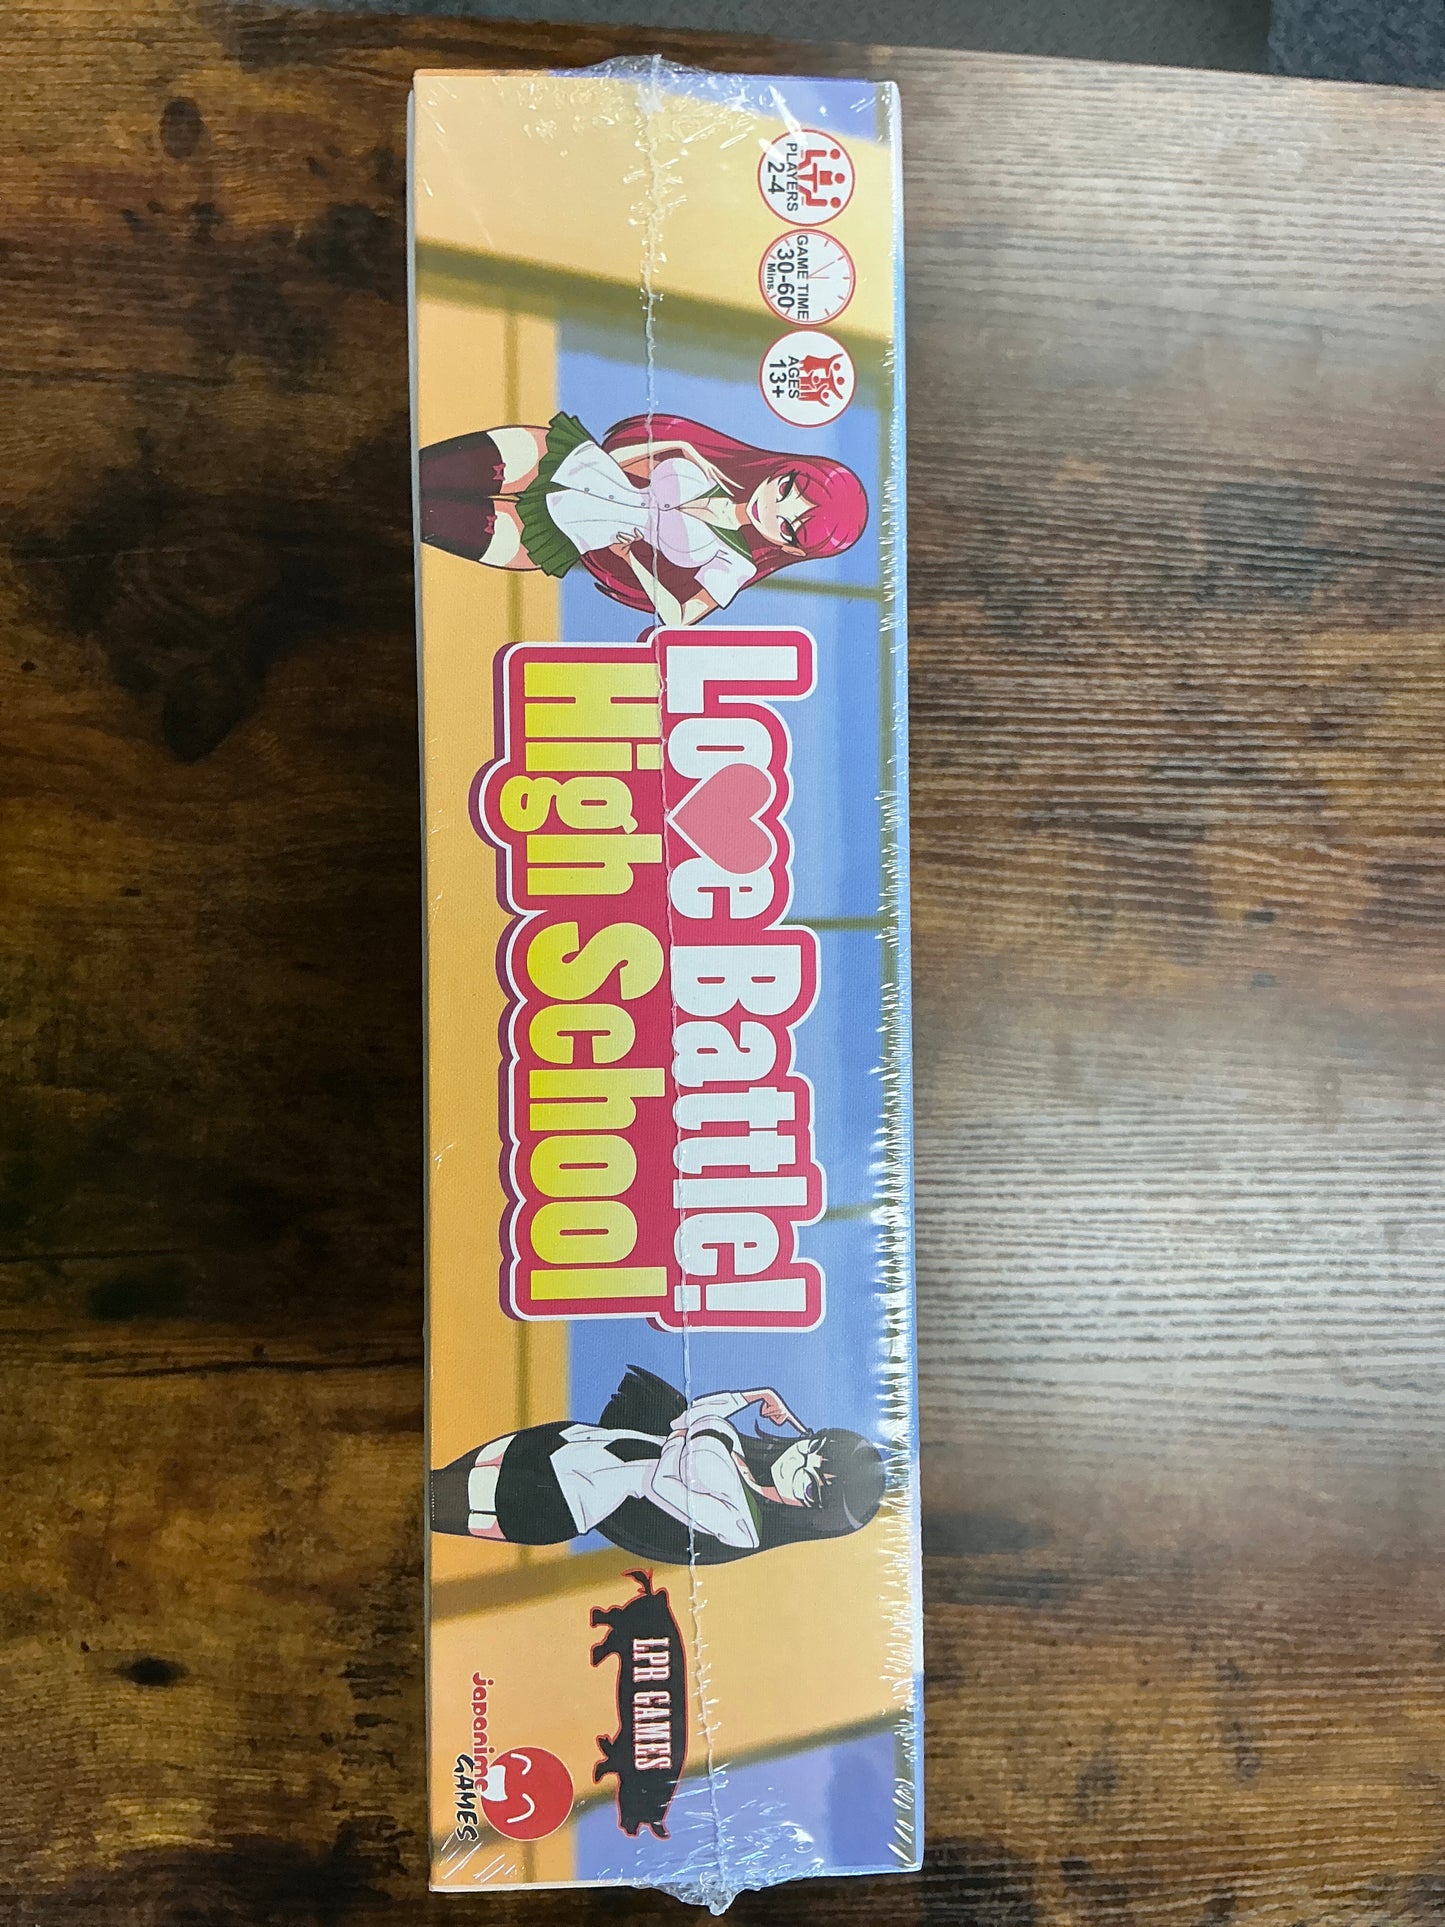 PLAYERS
2-4
GAME TIME
30-60
Mins.
AGES
13+
Love Battle!
High School
LPR GAMES
japanime
GAMES